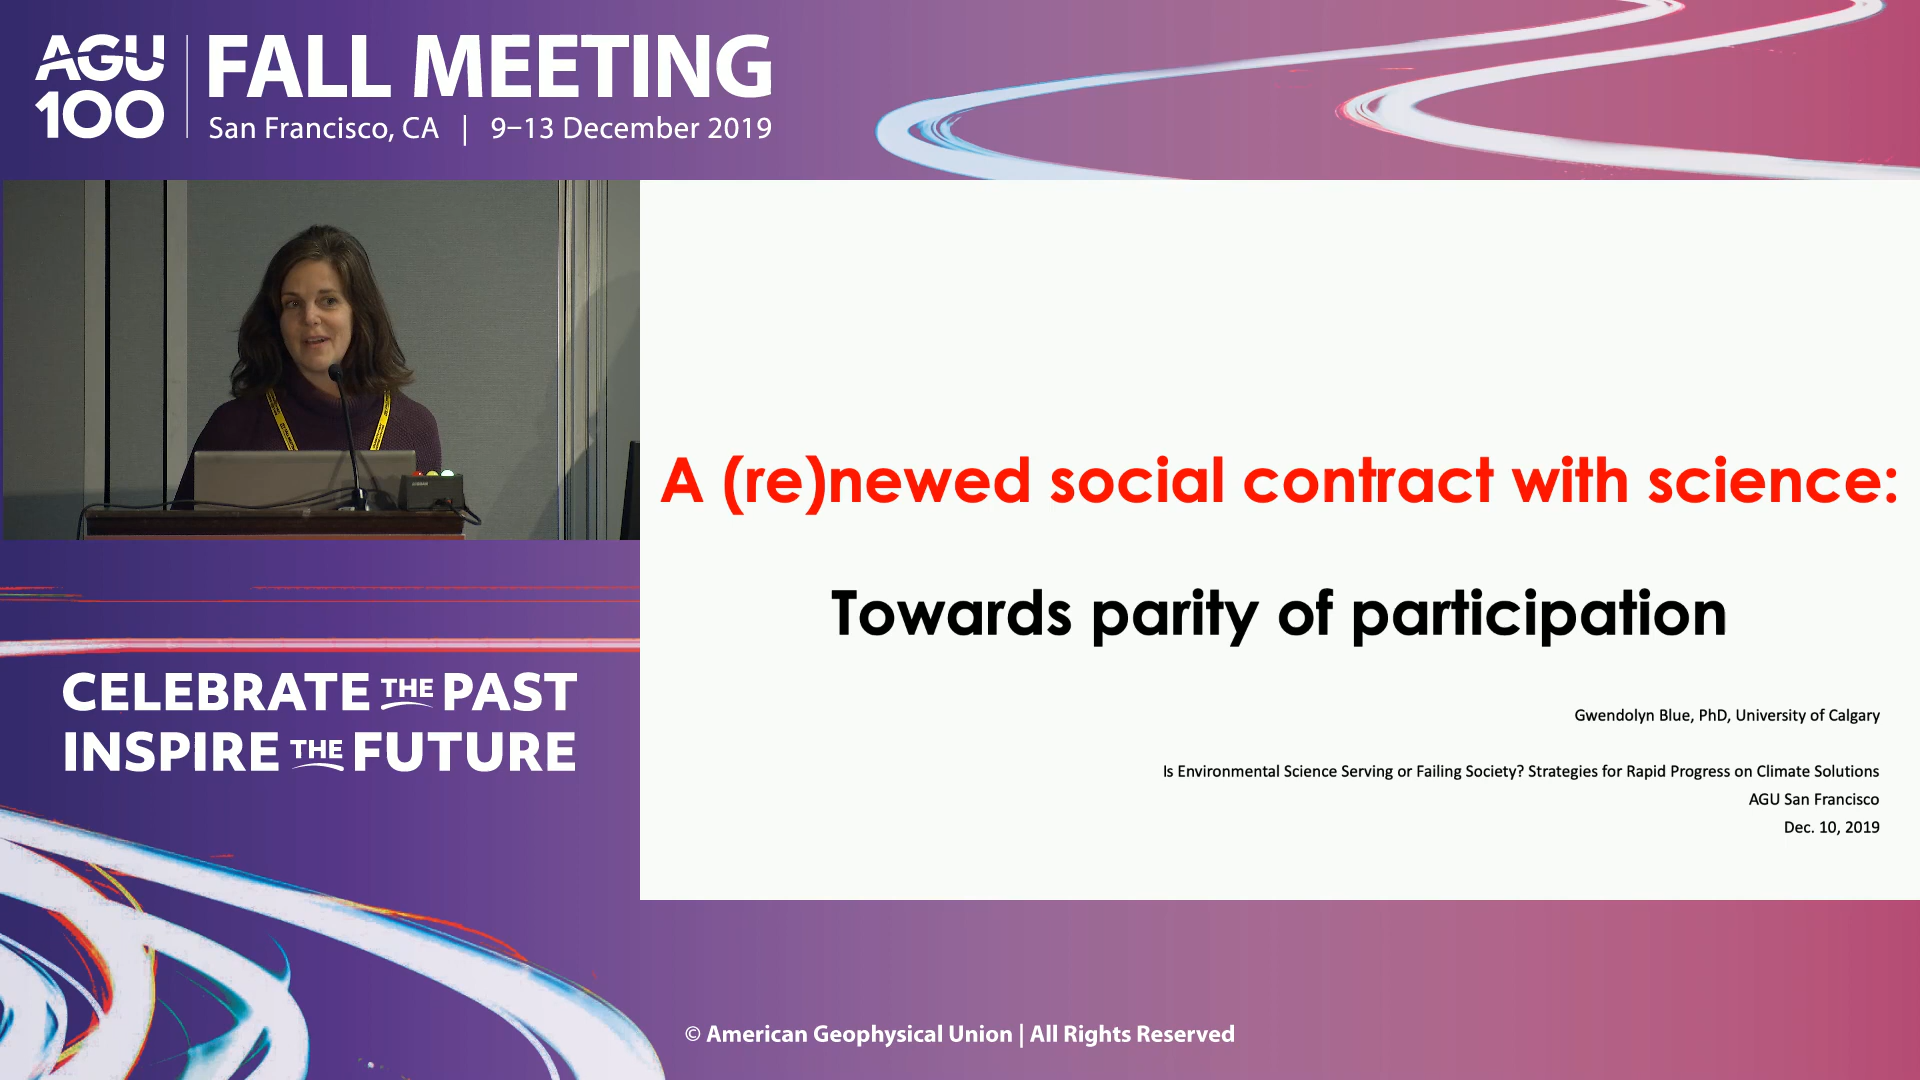 AGU
100
FALL MEETING
San Francisco, CA | 9–13 December 2019
A (re)newed social contract with science:
Towards parity of participation
Gwendolyn Blue, PhD, University of Calgary
Is Environmental Science Serving or Failing Society? Strategies for Rapid Progress on Climate Solutions
AGU San Francisco
Dec. 10, 2019
CELEBRATE THE PAST
INSPIRE THE FUTURE
© American Geophysical Union | All Rights Reserved